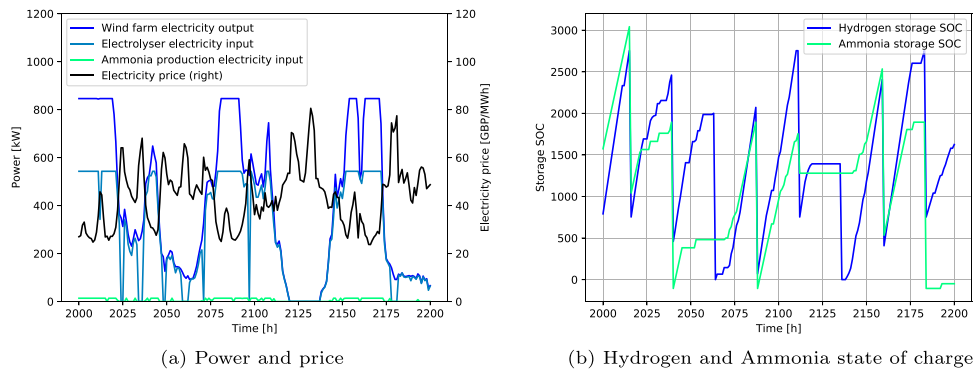 1200
1000
800
600
400
200
0
Power [kW]
Wind farm electricity output
Electrolyser electricity input
Ammonia production electricity input
Electricity price (right)
120
100
80
60
40
20
0
Electricity price [GBP/MWh]
2000 2025 2050 2075 2100 2125 2150 2175 2200
Time [h]
(a) Power and price
3000
2500
2000
1500
1000
500
0
Storage SOC
Hydrogen storage SOC
Ammonia storage SOC
2000 2025 2050 2075 2100 2125 2150 2175 2200
Time [h]
(b) Hydrogen and Ammonia state of charge